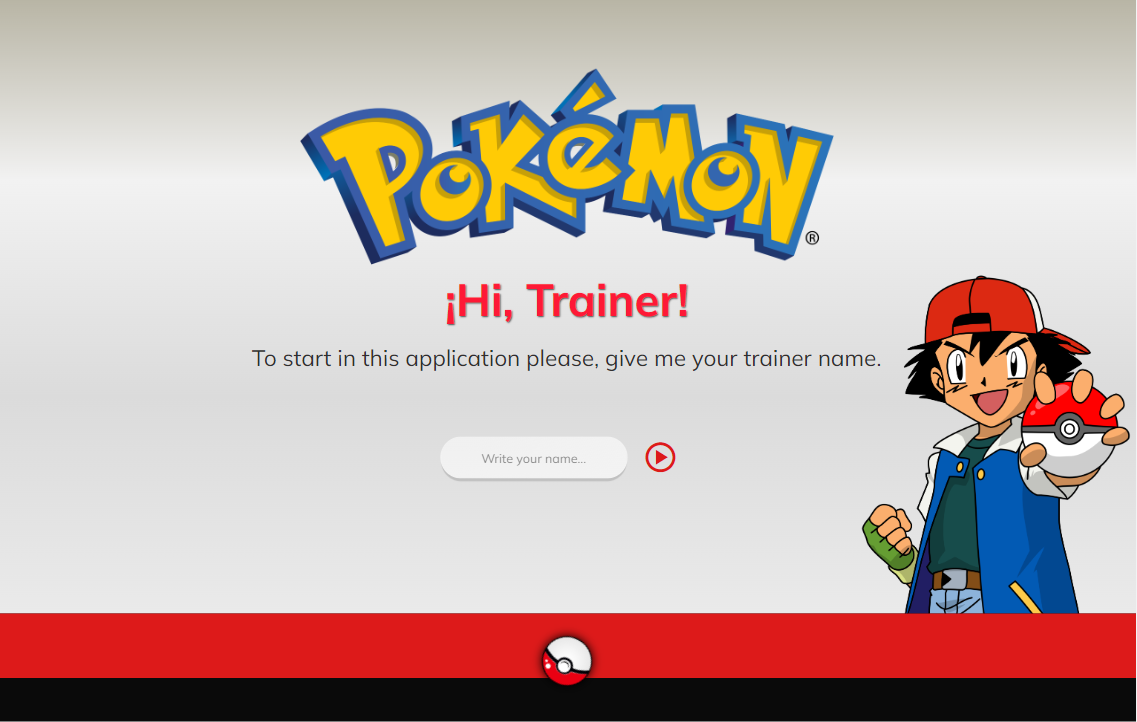 POKéMON
®
¡Hi, Trainer!
To start in this application please, give me your trainer name.
Write your name...